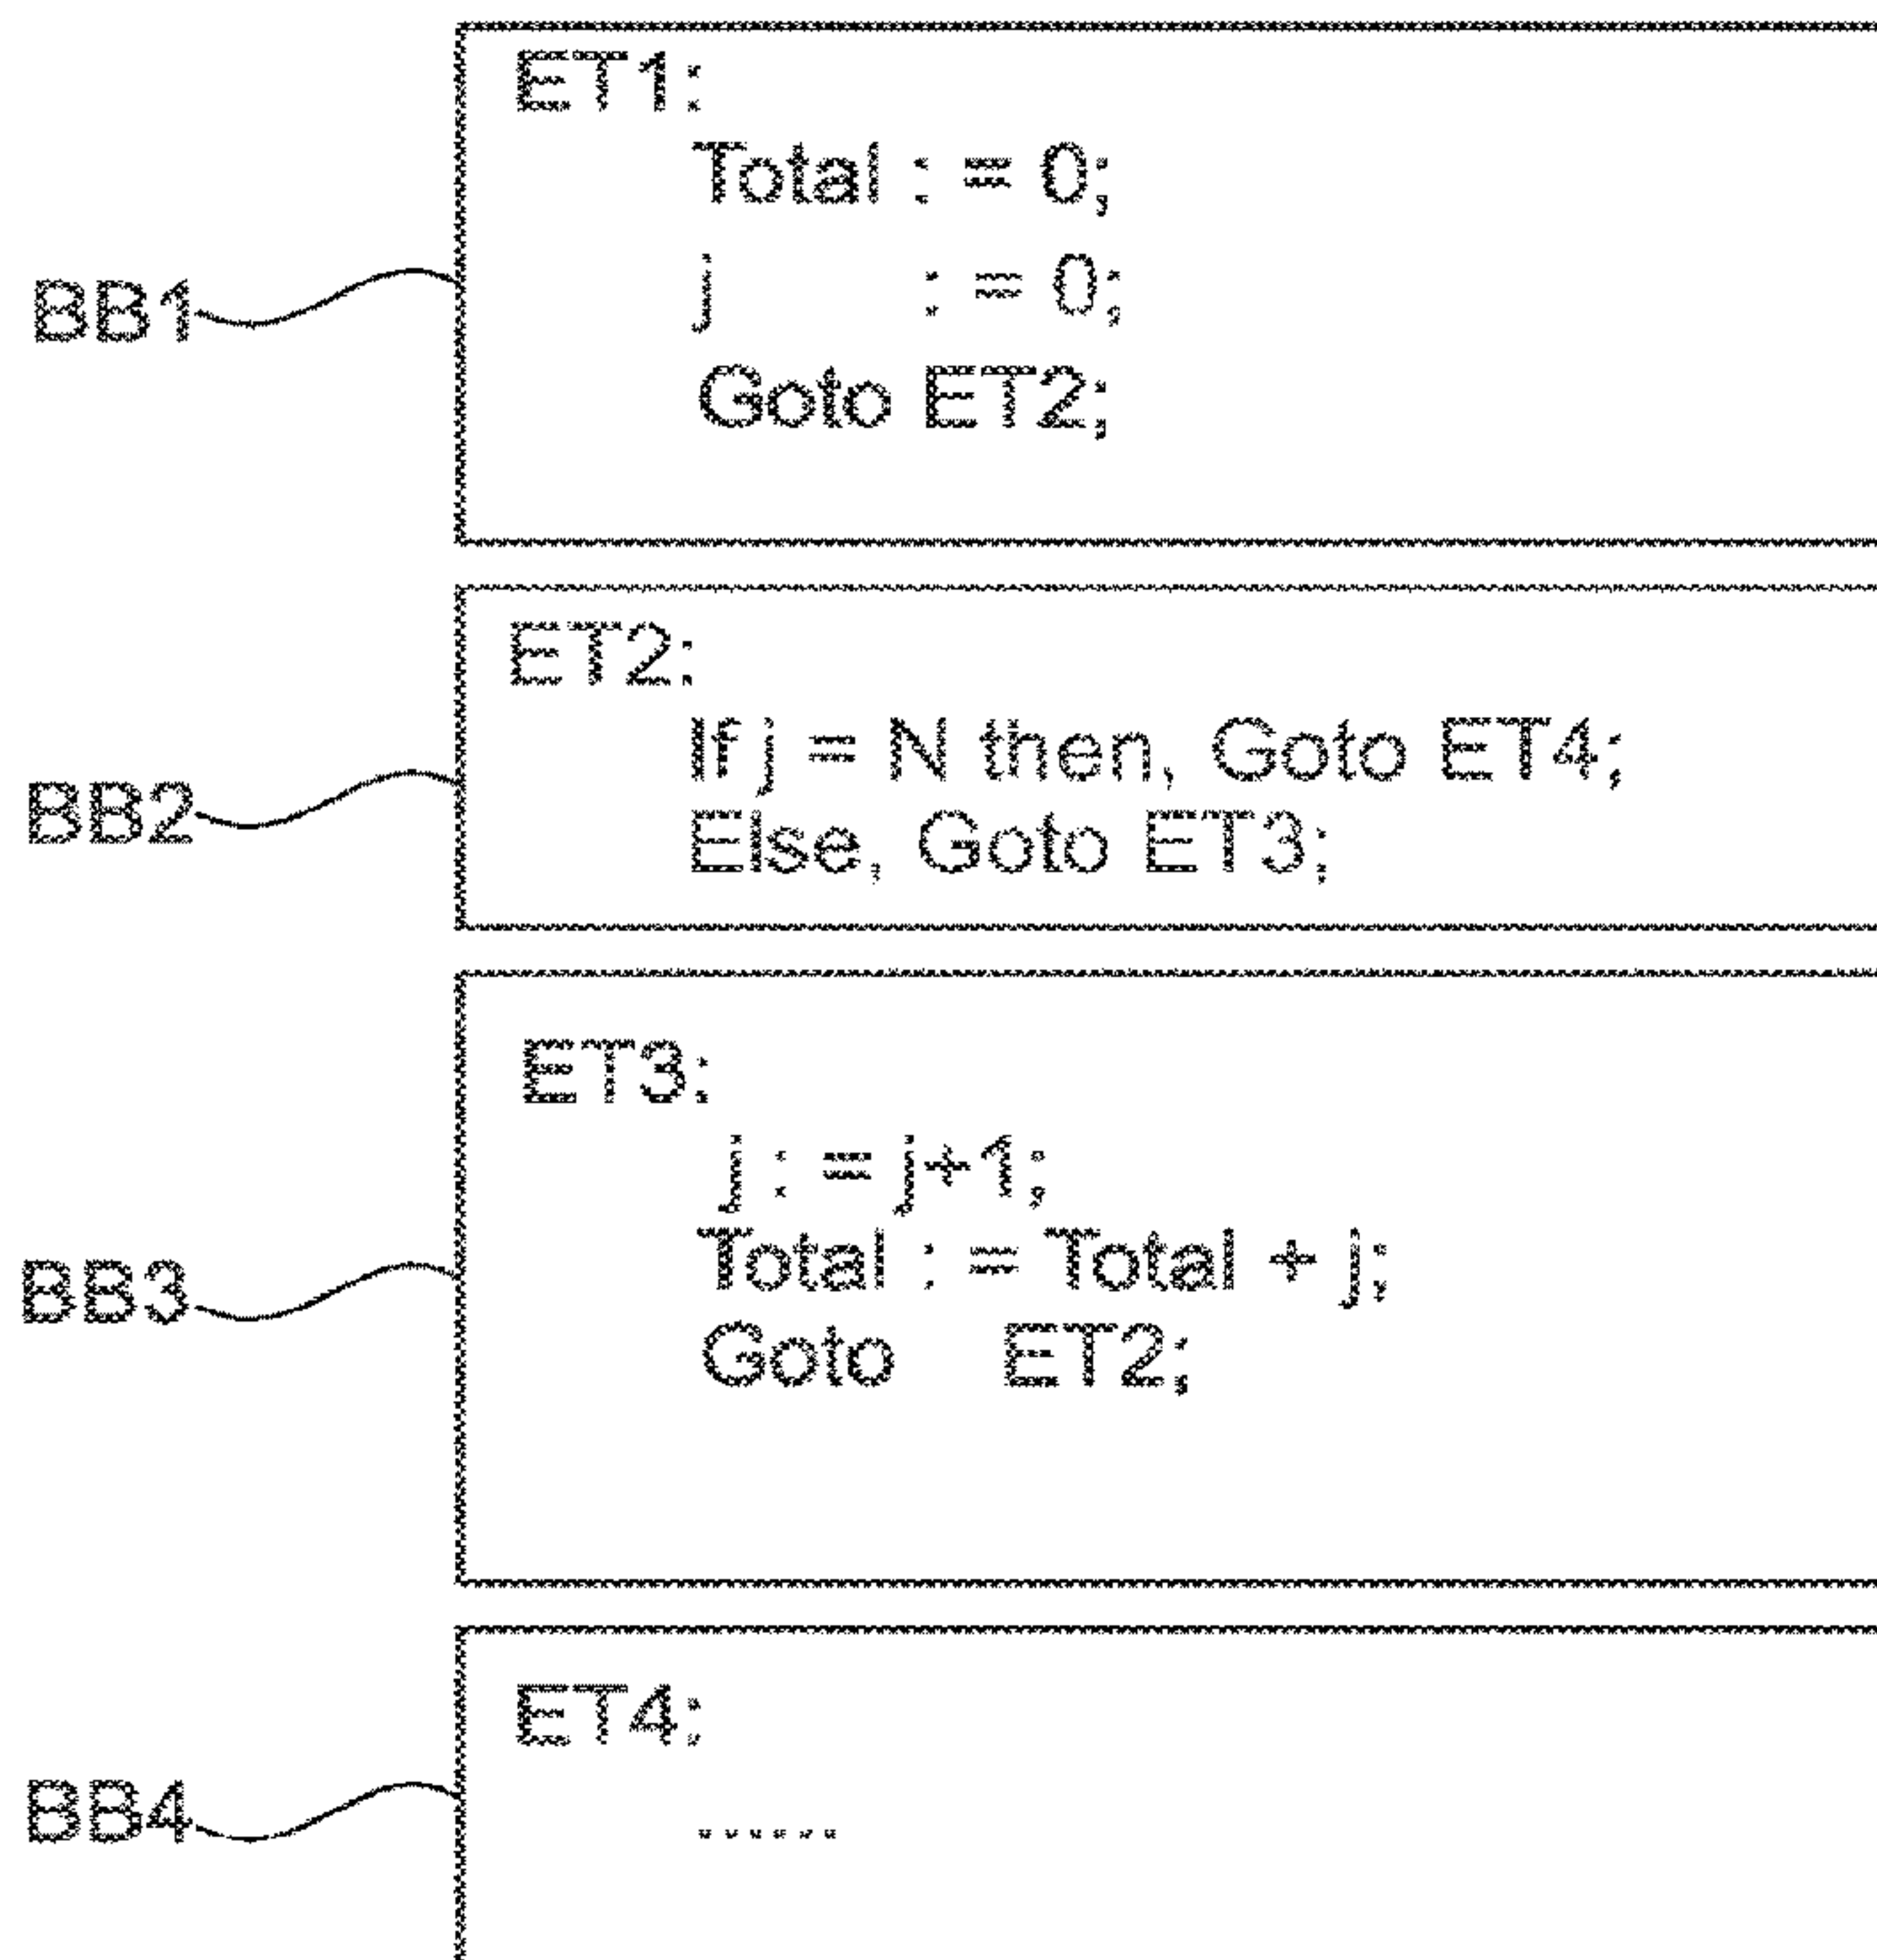 ET1:
Total := 0;
j := 0;
BB1
Goto ET2;
ET2:
If j = N then, Goto ET4;
BB2
Else, Goto ET3;
ET3:
j := j+1;
Total := Total + j;
BB3
Goto ET2;
ET4:
BB4
......